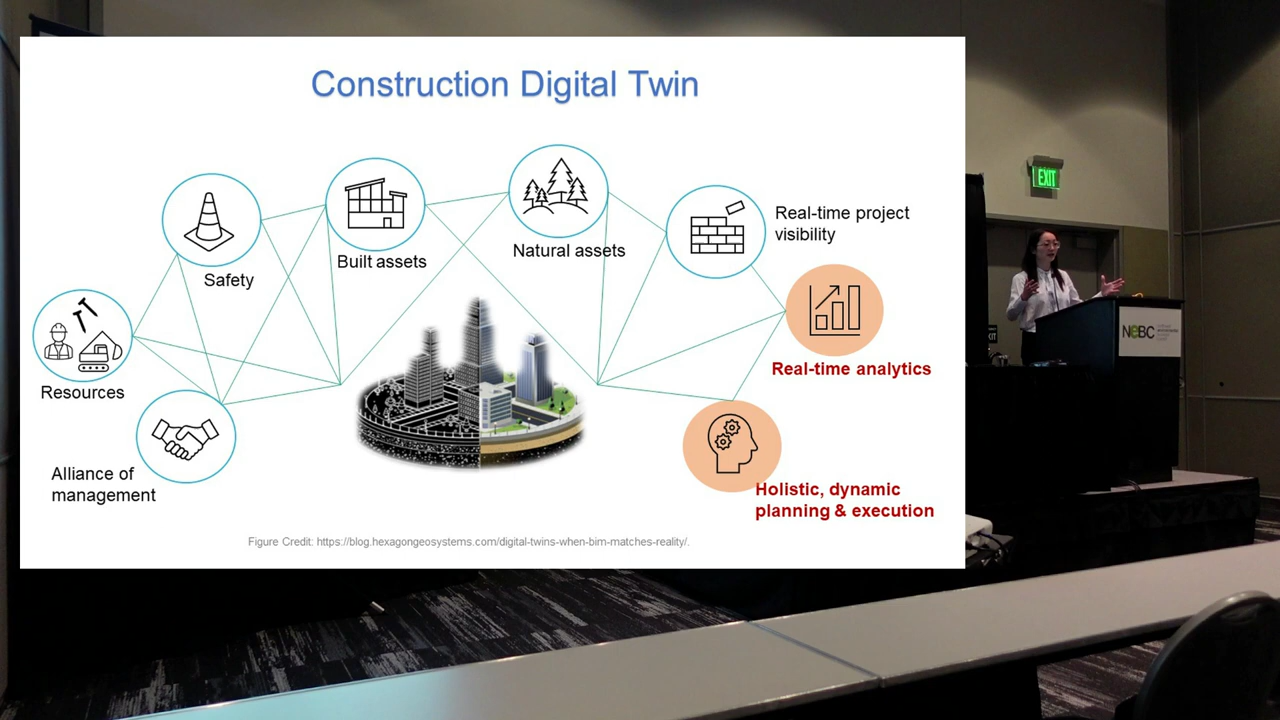 Construction Digital Twin
Safety
Built assets
Natural assets
Real-time project
visibility
Resources
Real-time analytics
Alliance of
management
Holistic, dynamic
planning & execution
Figure Credit: https://blog.hexagongeosystems.com/digital-twins-when-bim-matches-reality/.
EXIT
NEBC